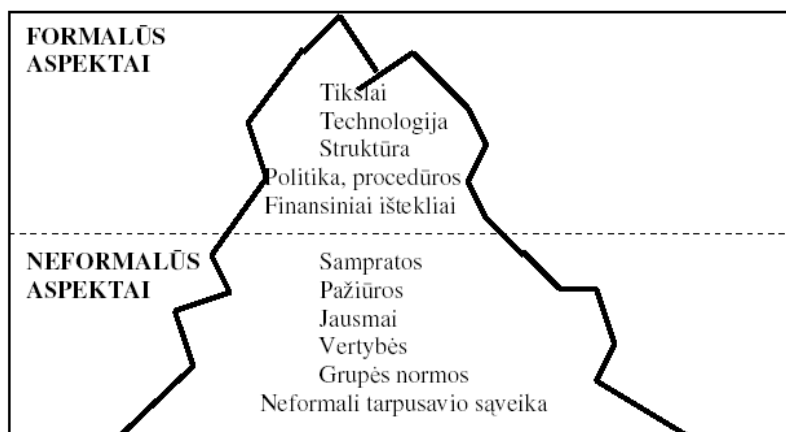 FORMALŪS
ASPEKTAI
Tikslai
Technologija
Struktūra
Politika, procedūros
Finansiniai ištekliai
NEFORMALŪS
ASPEKTAI
Sampratos
Pažiūros
Jausmai
Vertybės
Grupės normos
Neformali tarpusavio sąveika